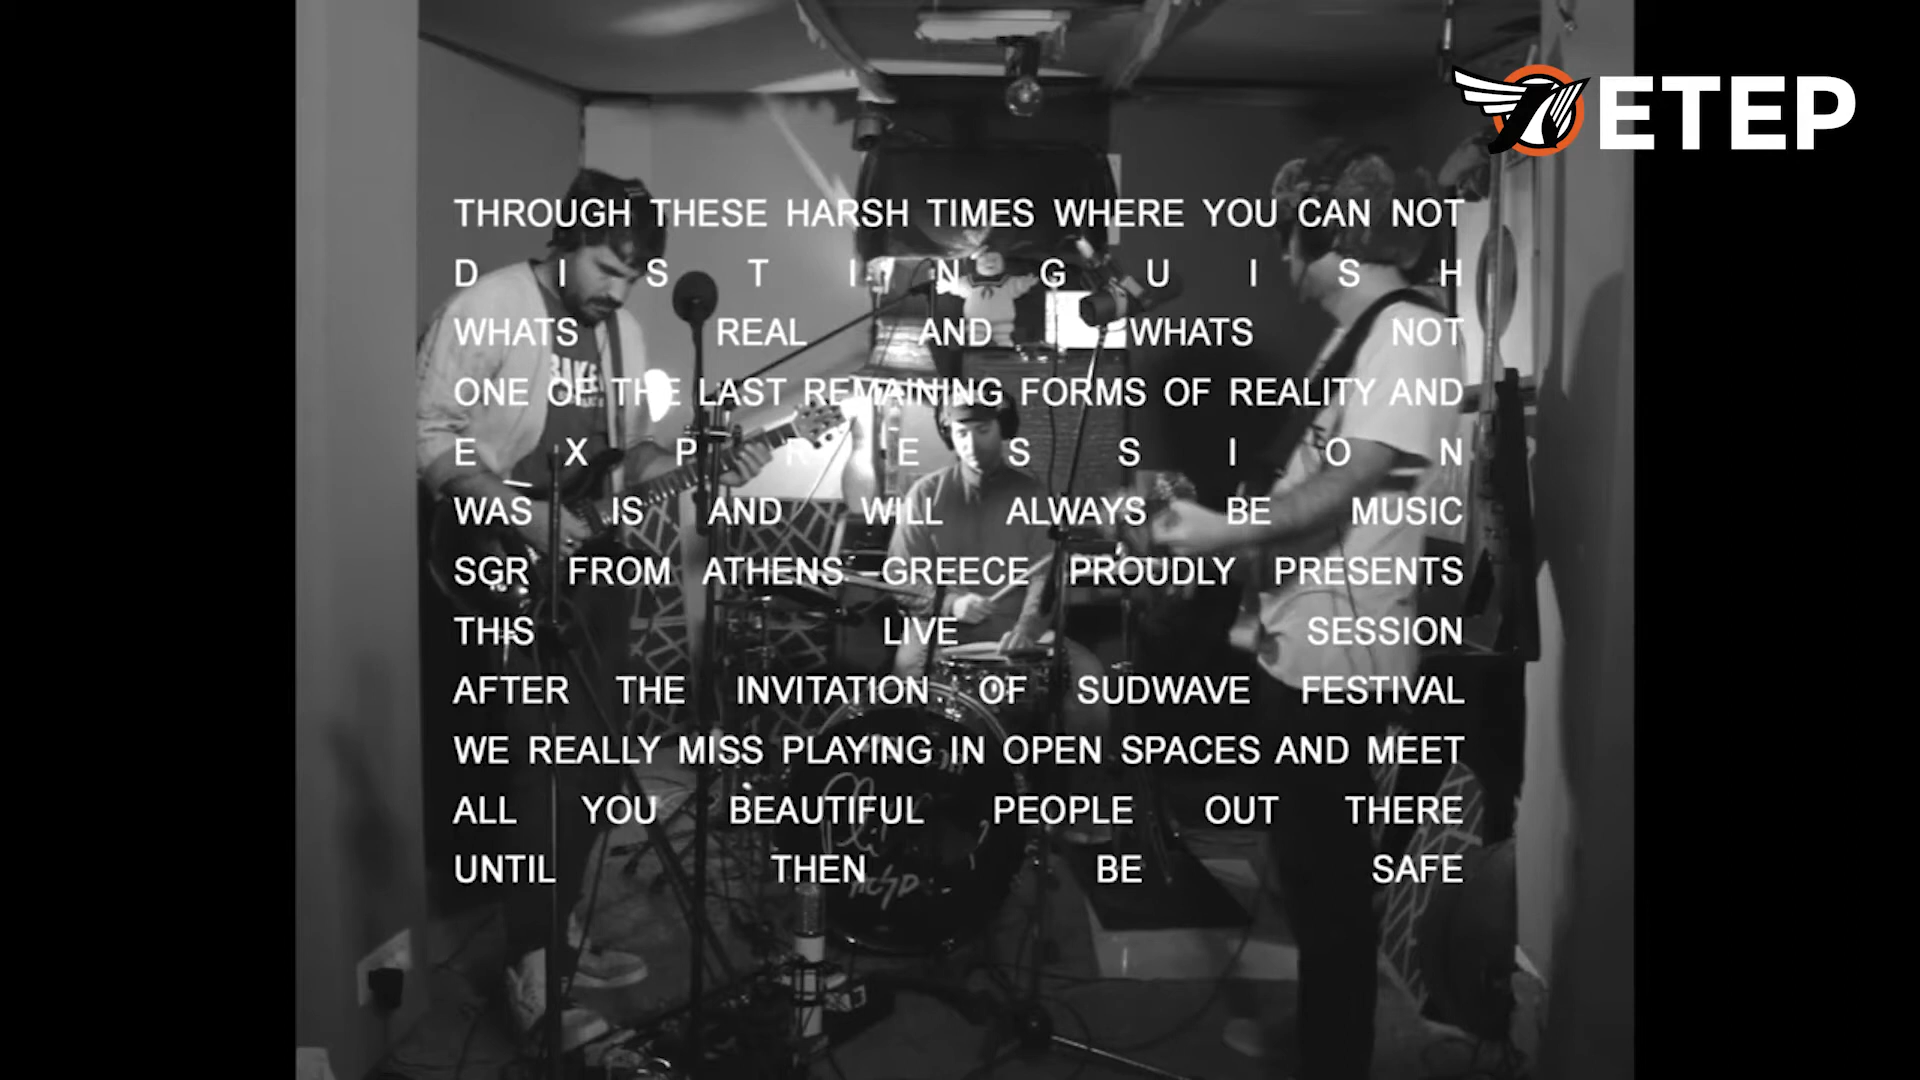 ETEP
THROUGH THESE HARSH TIMES WHERE YOU CAN NOT
DISTINGUISH
WHATS REAL AND WHATS NOT
ONE OF THE LAST REMAINING FORMS OF REALITY AND
EXPRESSION
WAS IS AND WILL ALWAYS BE MUSIC
SGR FROM ATHENS GREECE PROUDLY PRESENTS
THIS LIVE SESSION
AFTER THE INVITATION OF SUDWAVE FESTIVAL
WE REALLY MISS PLAYING IN OPEN SPACES AND MEET
ALL YOU BEAUTIFUL PEOPLE OUT THERE
UNTIL THEN BE SAFE